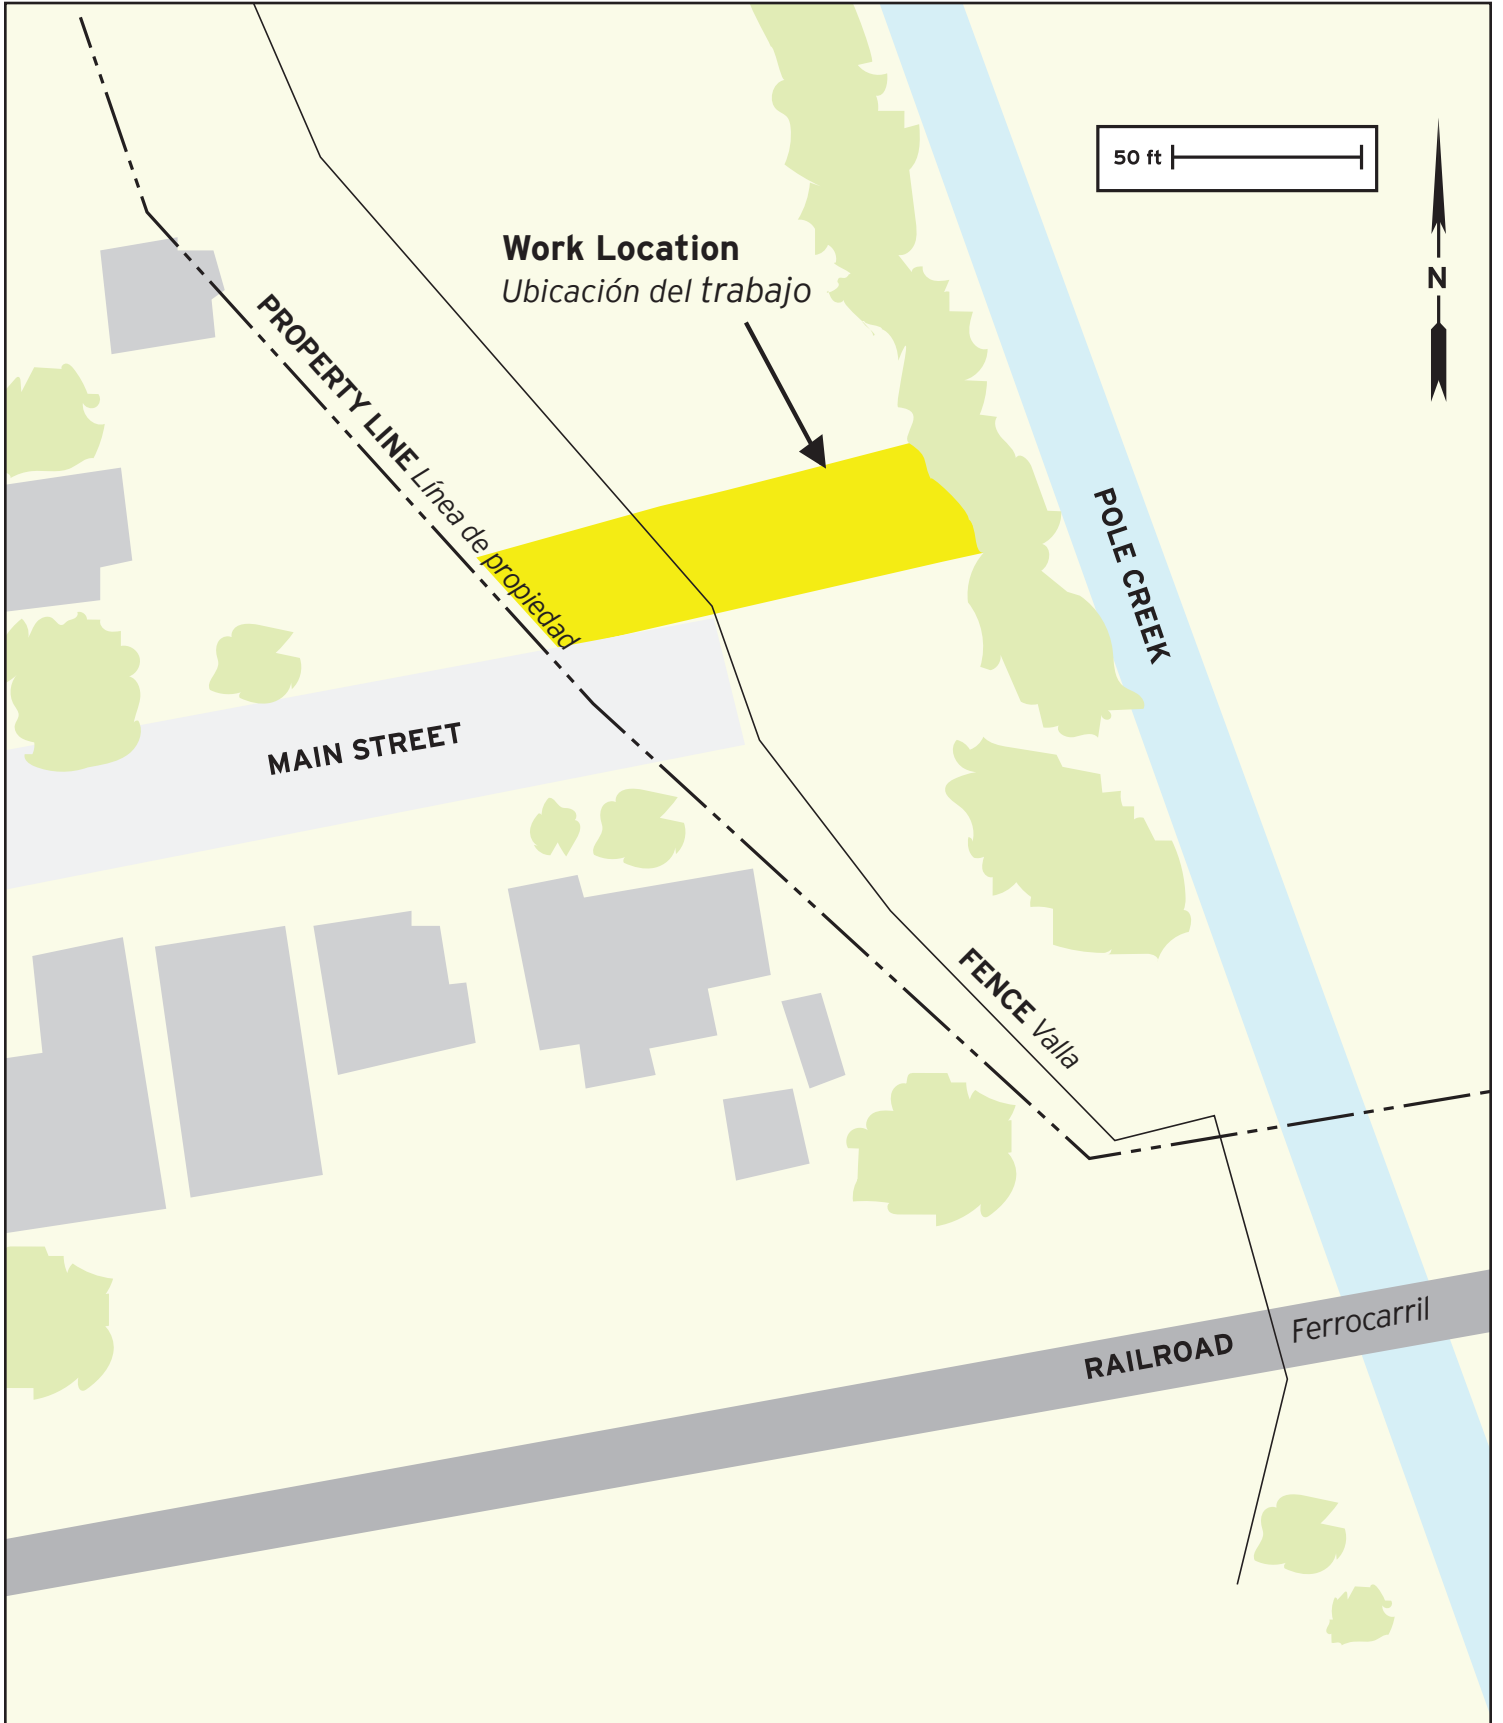 50 ft
N
Work Location
Ubicación del trabajo
PROPERTY LINE Línea de propiedad
POLE CREEK
MAIN STREET
FENCE Valla
RAILROAD Ferrocarril